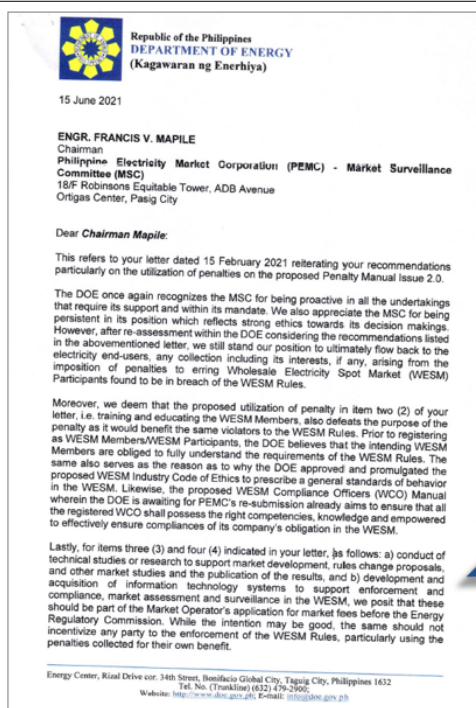 Republic of the Philippines
DEPARTMENT OF ENERGY
(Kagawaran ng Enerhiya)
15 June 2021
ENGR. FRANCIS V. MAPILE
Chairman
Philippine Electricity Market Corporation (PEMC) - Market Surveillance
Committee (MSC)
18/F Robinsons Equitable Tower, ADB Avenue
Ortigas Center, Pasig City
Dear Chairman Mapile:
This refers to your letter dated 15 February 2021 reiterating your recommendations
particularly on the utilization of penalties on the proposed Penalty Manual Issue 2.0.
The DOE once again recognizes the MSC for being proactive in all the undertakings
that require its support and within its mandate. We also appreciate the MSC for being
persistent in its position which reflects strong ethics towards its decision makings.
However, after re-assessment within the DOE considering the recommendations listed
in the abovementioned letter, we still stand our position to ultimately flow back to the
electricity end-users, any collection including its interests, if any, arising from the
imposition of penalties to erring Wholesale Electricity Spot Market (WESM)
Participants found to be in breach of the WESM Rules.
Moreover, we deem that the proposed utilization of penalty in item two (2) of your
letter, i.e. training and educating the WESM Members, also defeats the purpose of the
penalty as it would benefit the same violators to the WESM Rules. Prior to registering
as WESM Members/WESM Participants, the DOE believes that the intending WESM
Members are obliged to fully understand the requirements of the WESM Rules. The
same also serves as the reason as to why the DOE approved and promulgated the
proposed WESM Industry Code of Ethics to prescribe a general standards of behavior
in the WESM. Likewise, the proposed WESM Compliance Officers (WCO) Manual
wherein the DOE is awaiting for PEMC's re-submission already aims to ensure that all
the registered WCO shall possess the right competencies, knowledge and empowered
to effectively ensure compliances of its company's obligation in the WESM.
Lastly, for items three (3) and four (4) indicated in your letter, as follows: a) conduct of
technical studies or research to support market development, rules change proposals,
and other market studies and the publication of the results, and b) development and
acquisition of information technology systems to support enforcement and
compliance, market assessment and surveillance in the WESM, we posit that these
should be part of the Market Operator's application for market fees before the Energy
Regulatory Commission. While the intention may be good, the same should not
incentivize any party to the enforcement of the WESM Rules, particularly using the
penalties collected for their own benefit.
Energy Center, Rizal Drive cor. 34th Street, Bonifacio Global City, Taguig City, Philippines 1632
Tel. No. (Trunkline) (632) 479-2900;
Website: http://www.doe.gov.ph; E-mail: info@doe.gov.ph